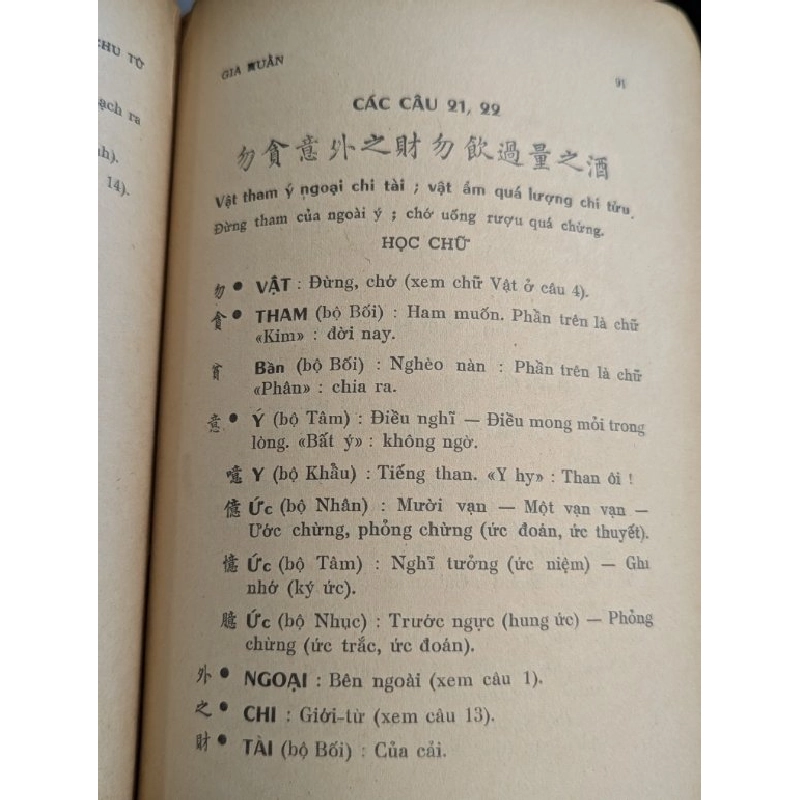 CHU TỬ
ạch ra
h).
14).
GIA HUẤN
91
CÁC CÂU 21, 22
勿貪意外之財勿飲過量之酒
Vật tham ý ngoại chi tài ; vật ẩm quá lượng chi tửu.
Đừng tham của ngoài ý ; chớ uống rượu quá chừng.
HỌC CHỮ
勿 • VẬT : Đừng, chớ (xem chữ Vật ở câu 4).
貪 • THAM (bộ Bối) : Ham muốn. Phần trên là chữ
«Kim» : đời nay.
貧 Bần (bộ Bối) : Nghèo nàn : Phần trên là chữ
«Phân» : chia ra.
意 • Ý (bộ Tâm) : Điều nghĩ — Điều mong mỏi trong
lòng. «Bất ý» : không ngờ.
噫 Y (bộ Khẩu) : Tiếng than. «Y hy» : Than ôi !
億 Ức (bộ Nhân) : Mười vạn — Một vạn vạn —
Ước chừng, phỏng chừng (ức đoán, ức thuyết).
憶 Ức (bộ Tâm) : Nghĩ tưởng (ức niệm) — Ghi
nhớ (ký ức).
臆 Ức (bộ Nhục) : Trước ngực (hung ức) — Phỏng
chừng (ức trắc, ức đoán).
外 • NGOẠI : Bên ngoài (xem câu 1).
之 • CHI : Giới-từ (xem câu 13).
財 • TÀI (bộ Bối) : Của cải.